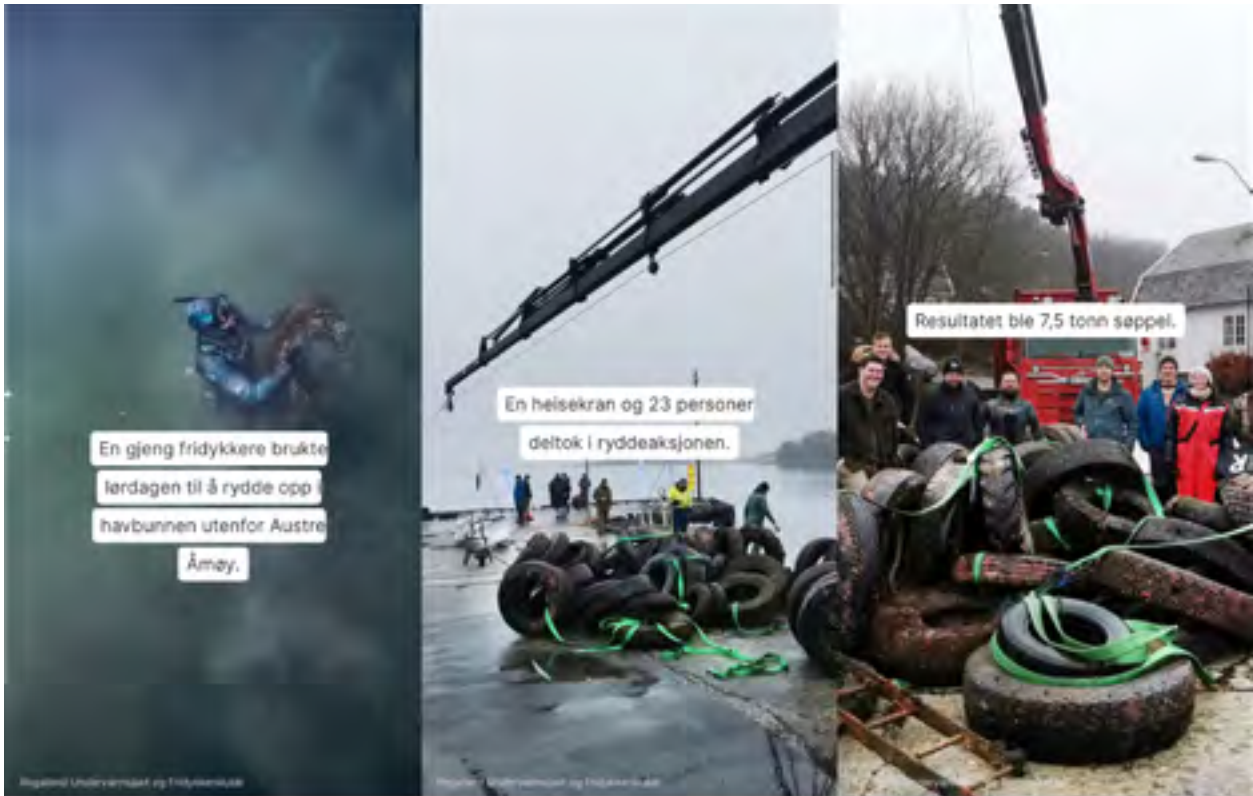 En gjeng fridykkere brukte
lørdagen til å rydde opp i
havbunnen utenfor Austre
Åmøy.
En heisekran og 23 personer
deltok i ryddeaksjonen.
Resultatet ble 7,5 tonn søppel.